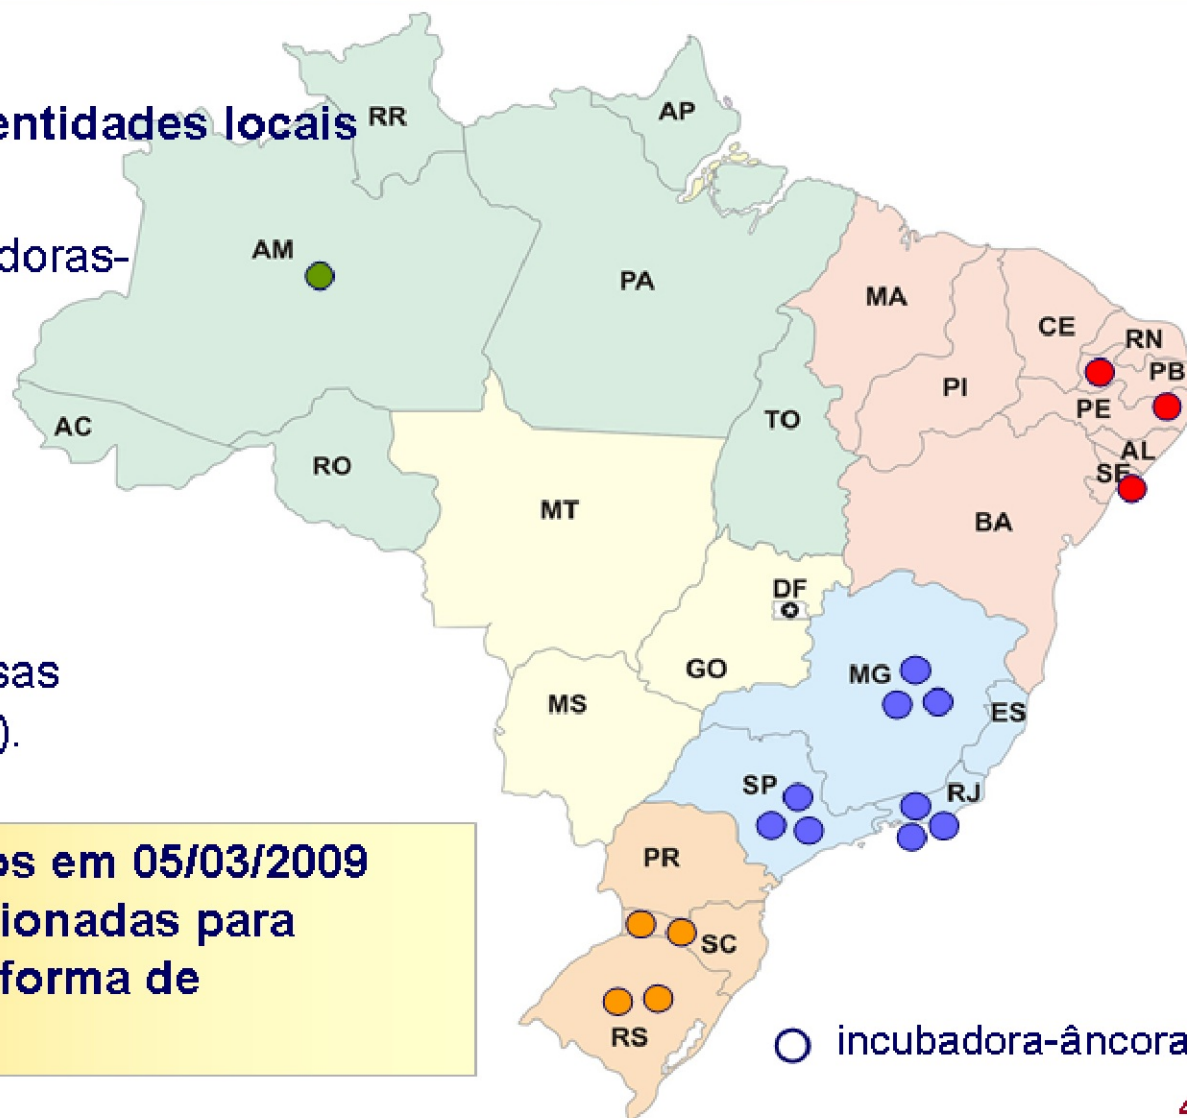 entidades locais
doras-
sas
).
os em 05/03/2009
ionadas para
forma de
RR
AP
AM
PA
MA
CE
RN
PB
PI
PE
AC
TO
AL
RO
SE
MT
BA
DF
GO
MG
MS
ES
SP
RJ
PR
SC
RS
incubadora-âncora